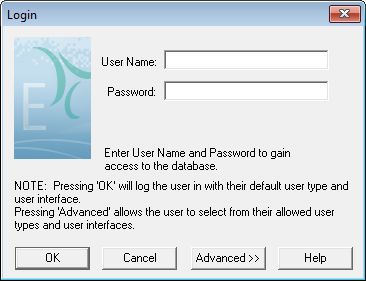 Login
User Name:
Password:
E
Enter User Name and Password to gain
access to the database.
NOTE:  Pressing 'OK' will log the user in with their default user type and
user interface.
Pressing 'Advanced' allows the user to select from their allowed user
types and user interfaces.
OK
Cancel
Advanced >>
Help